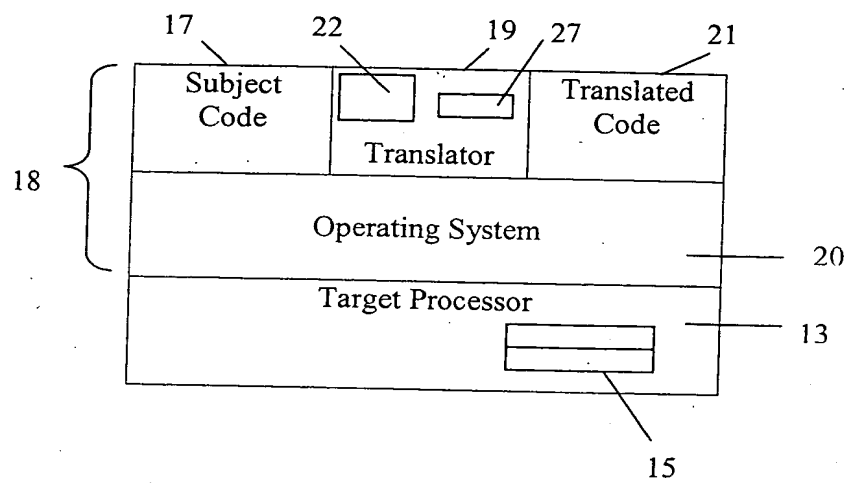 17
22
19
27
21
Subject
Code
Translator
Translated
Code
18
Operating System
20
Target Processor
13
15